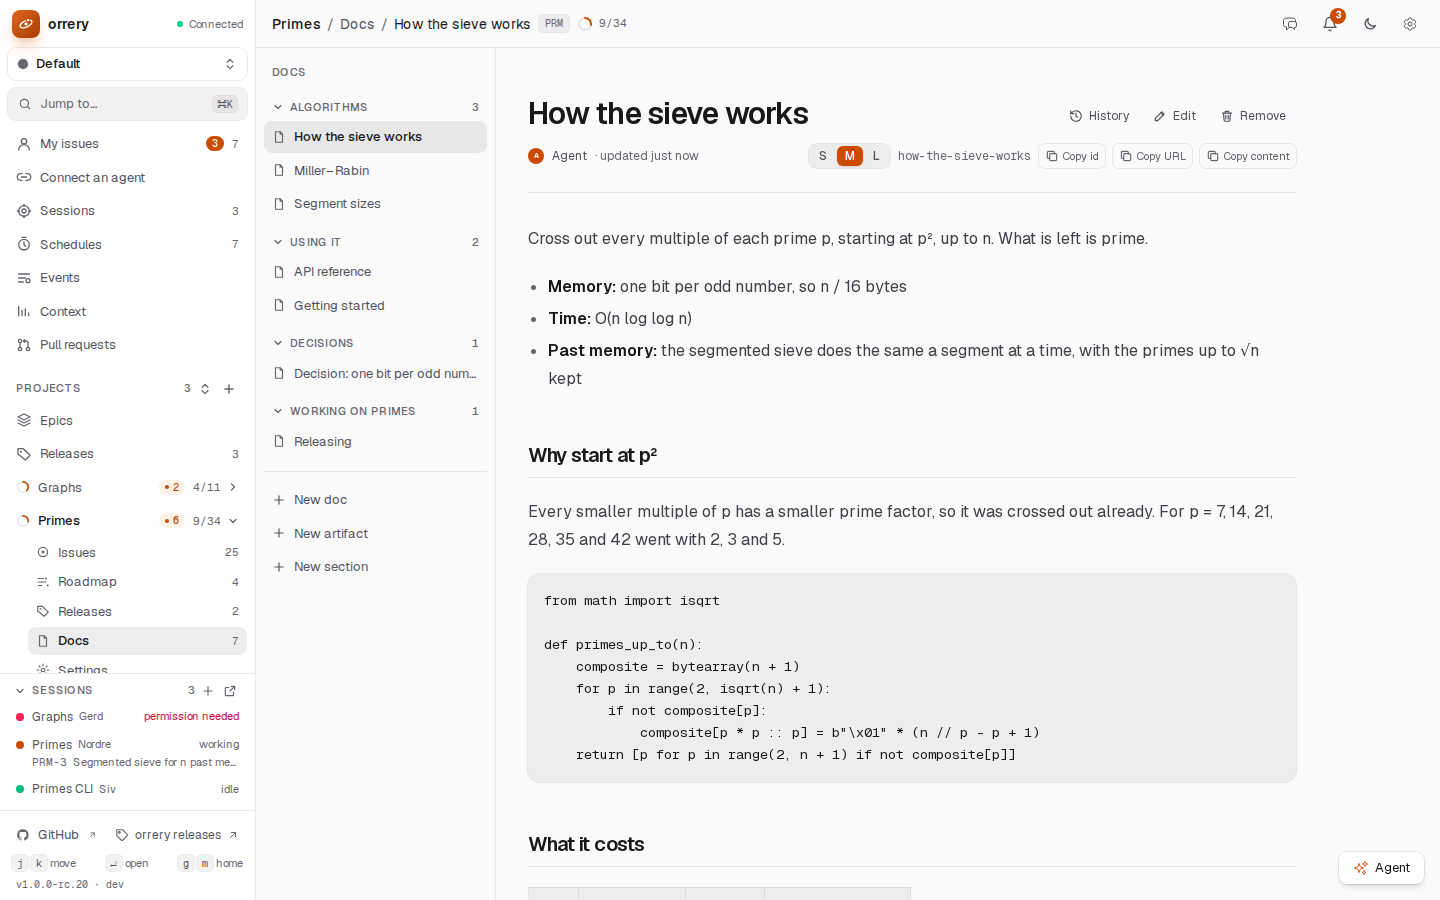 orrery
Connected
Default
Jump to...
⌘K
My issues 3 7
Connect an agent
Sessions 3
Schedules 7
Events
Context
Pull requests
PROJECTS 3
Epics
Releases 3
Graphs 2 4/11
Primes 6 9/34
Issues 25
Roadmap 4
Releases 2
Docs 7
Settings
SESSIONS 3
Graphs Gerd permission needed
Primes Nordre working
PRM-3 Segmented sieve for n past me...
Primes CLI Siv idle
GitHub ↗ orrery releases ↗
j k move ↵ open g m home
v1.0.0-rc.20 · dev
Primes / Docs / How the sieve works PRM 9/34
3
DOCS
ALGORITHMS 3
How the sieve works
Miller–Rabin
Segment sizes
USING IT 2
API reference
Getting started
DECISIONS 1
Decision: one bit per odd num...
WORKING ON PRIMES 1
Releasing
New doc
New artifact
New section
How the sieve works
History Edit Remove
A Agent · updated just now
S M L how-the-sieve-works Copy id Copy URL Copy content
Cross out every multiple of each prime p, starting at p², up to n. What is left is prime.
• Memory: one bit per odd number, so n / 16 bytes
• Time: O(n log log n)
• Past memory: the segmented sieve does the same a segment at a time, with the primes up to √n
kept
Why start at p²
Every smaller multiple of p has a smaller prime factor, so it was crossed out already. For p = 7, 14, 21,
28, 35 and 42 went with 2, 3 and 5.
from math import isqrt
def primes_up_to(n):
    composite = bytearray(n + 1)
    for p in range(2, isqrt(n) + 1):
        if not composite[p]:
            composite[p * p :: p] = b"\x01" * (n // p - p + 1)
    return [p for p in range(2, n + 1) if not composite[p]]
What it costs
Agent